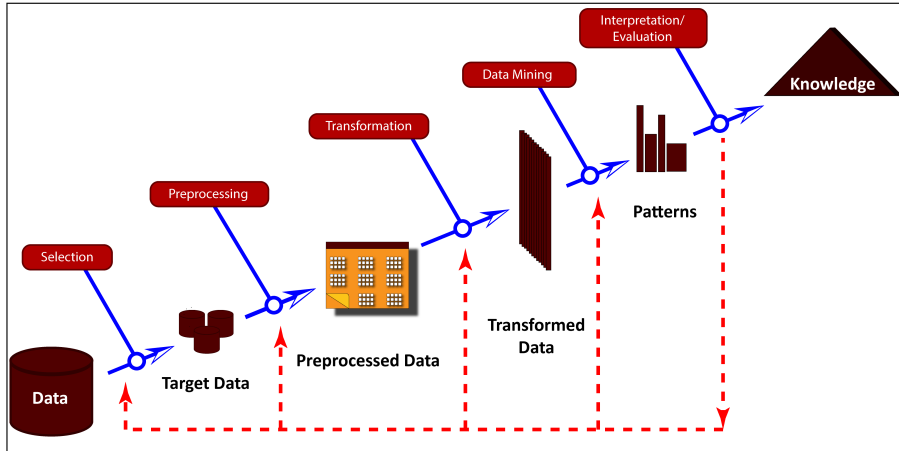 Interpretation/
Evaluation
Knowledge
Data Mining
Transformation
Patterns
Preprocessing
Selection
Transformed
Data
Preprocessed Data
Target Data
Data